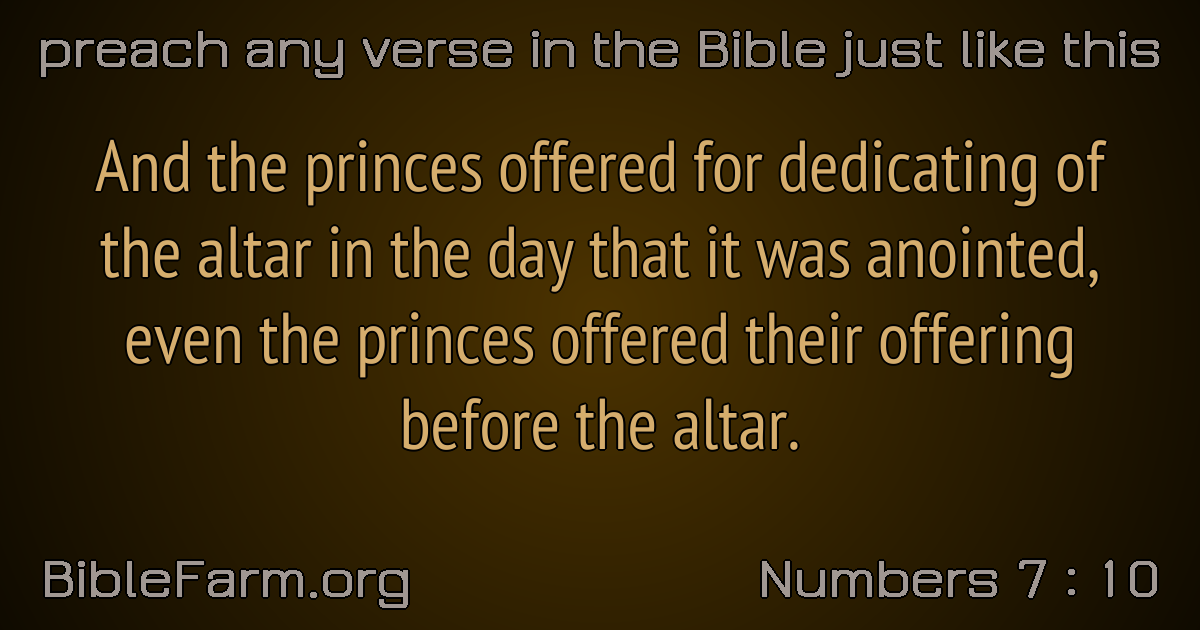 preach any verse in the Bible just like this
And the princes offered for dedicating of
the altar in the day that it was anointed,
even the princes offered their offering
before the altar.
BibleFarm.org
Numbers 7 : 10